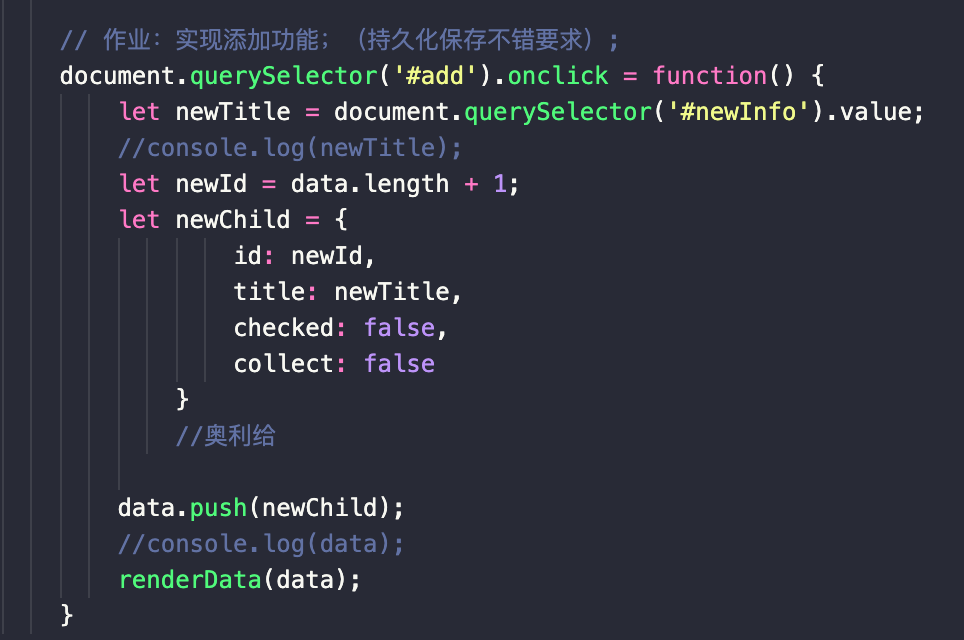 // 作业：实现添加功能；（持久化保存不错要求）;
document.querySelector('#add').onclick = function() {
let newTitle = document.querySelector('#newInfo').value;
//console.log(newTitle);
let newId = data.length + 1;
let newChild = {
id: newId,
title: newTitle,
checked: false,
collect: false
}
//奥利给
data.push(newChild);
//console.log(data);
renderData(data);
}